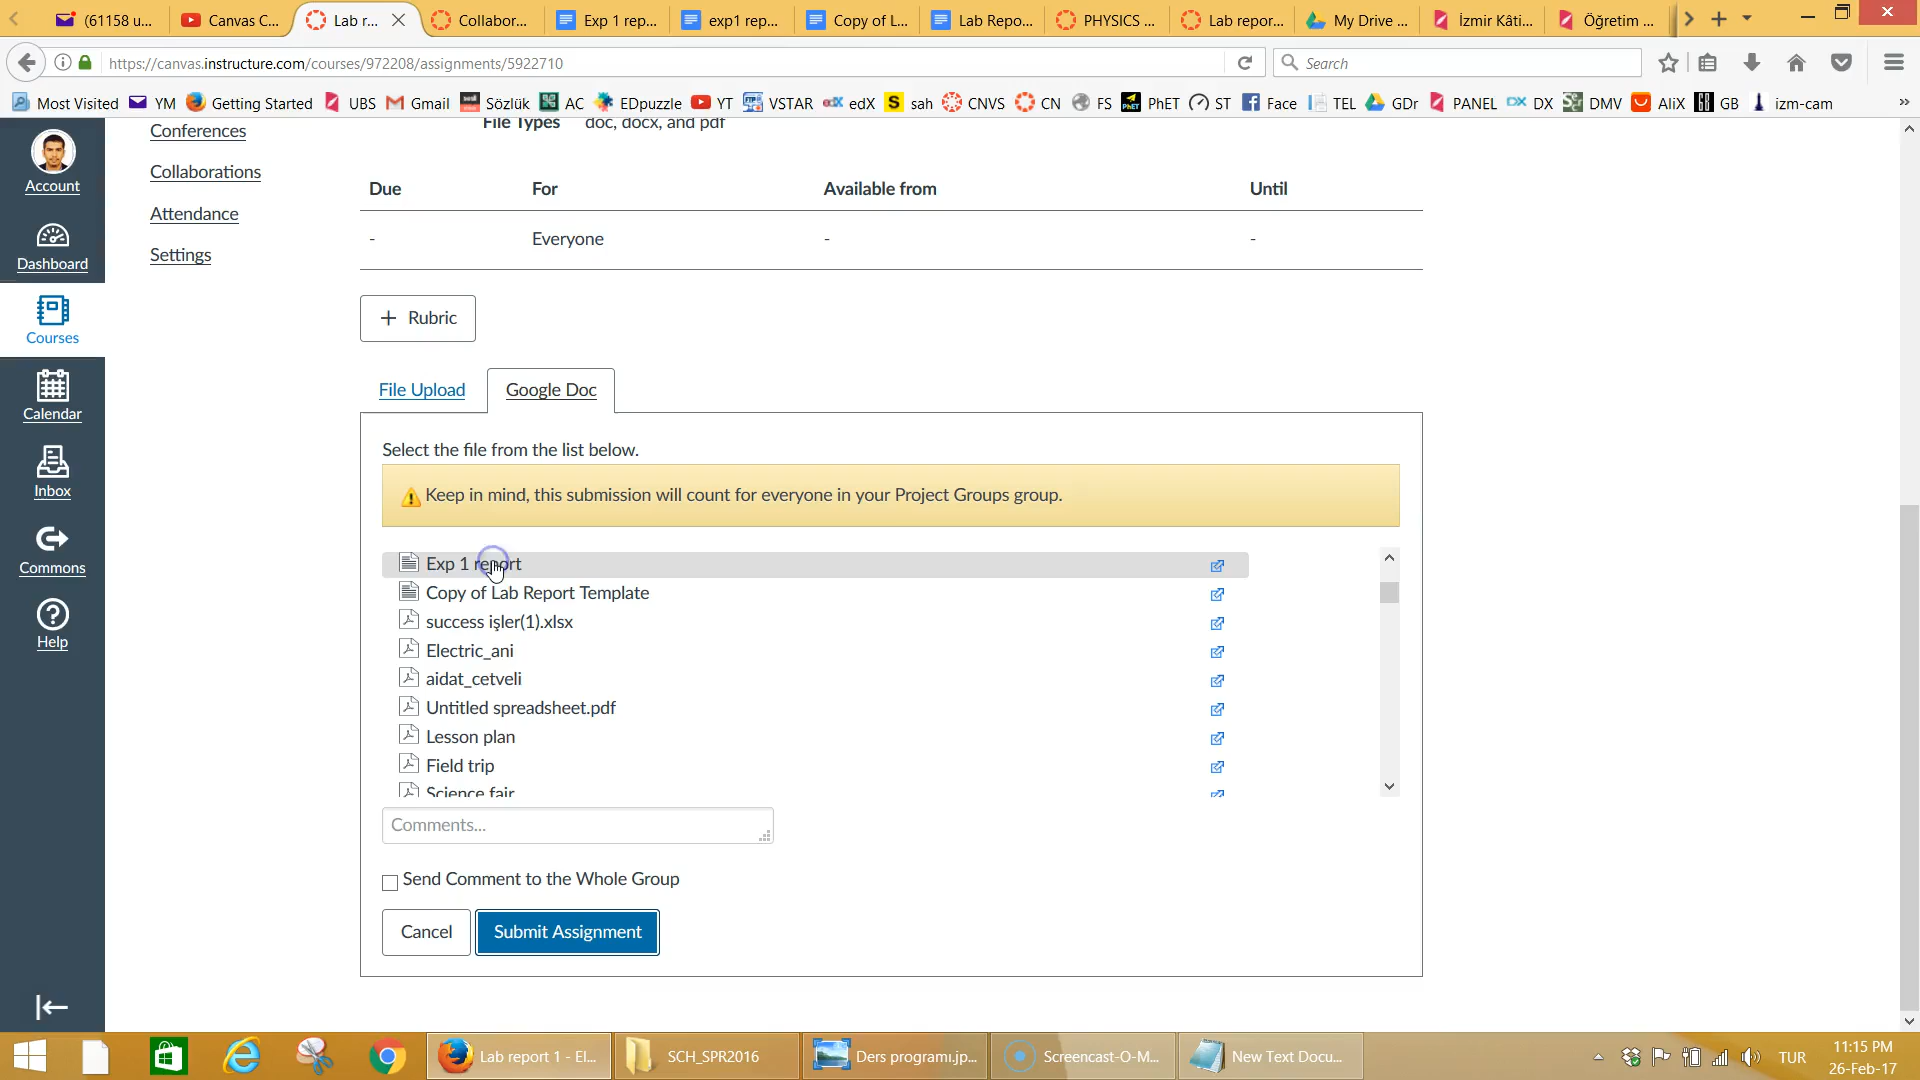 (61158 u...
Canvas C...
Lab r...
Collabor...
Exp 1 rep...
exp1 rep...
Copy of L...
Lab Repo...
PHYSICS ...
Lab repor...
My Drive ...
İzmir Kâti...
Öğretim ...
https://canvas.instructure.com/courses/972208/assignments/5922710
Search
Most Visited
YM
Getting Started
UBS
Gmail
Sözlük
AC
EDpuzzle
YT
VSTAR
edX
sah
CNVS
CN
FS
PhET
ST
Face
TEL
GDr
PANEL
DX
DMV
AliX
GB
izm-cam
Account
Dashboard
Courses
Calendar
Inbox
Commons
Help
Conferences
Collaborations
Attendance
Settings
File Types doc, docx, and pdf
Due For Available from Until
- Everyone - -
+ Rubric
File Upload
Google Doc
Select the file from the list below.
Keep in mind, this submission will count for everyone in your Project Groups group.
Exp 1 report
Copy of Lab Report Template
success işler(1).xlsx
Electric_ani
aidat_cetveli
Untitled spreadsheet.pdf
Lesson plan
Field trip
Science fair
Comments...
Send Comment to the Whole Group
Cancel
Submit Assignment
Lab report 1 - El...
SCH_SPR2016
Ders programı.jp...
Screencast-O-M...
New Text Docu...
TUR
11:15 PM
26-Feb-17